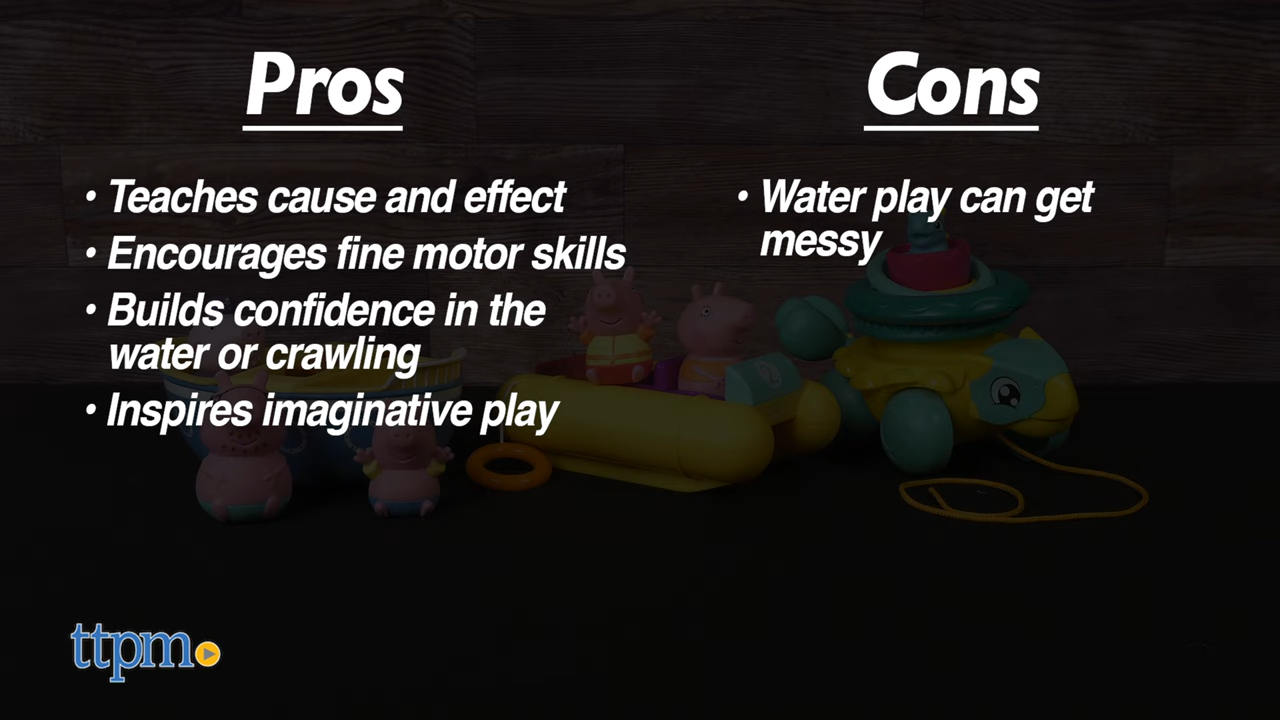 Pros
• Teaches cause and effect
• Encourages fine motor skills
• Builds confidence in the
water or crawling
• Inspires imaginative play
Cons
• Water play can get
messy
ttpm